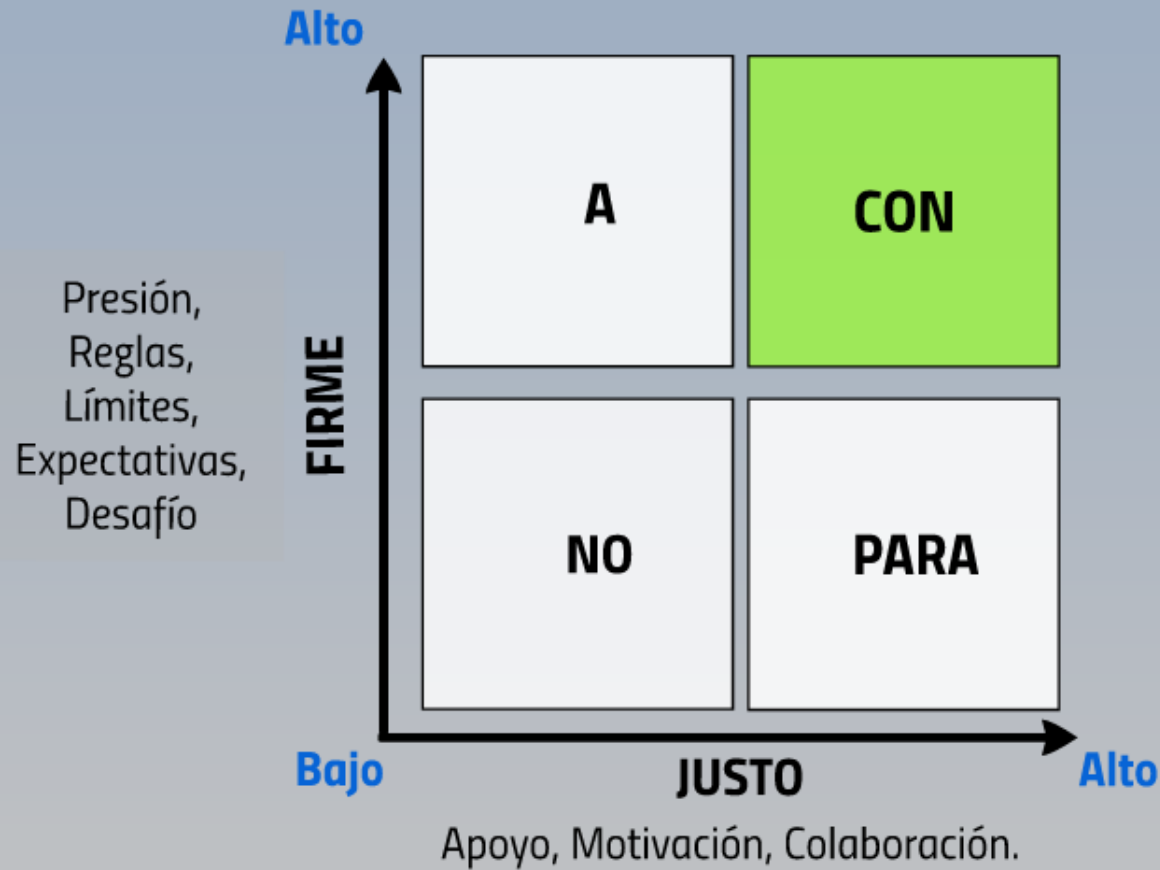 Alto
A
CON
Presión,
Reglas,
Límites,
Expectativas,
Desafío
FIRME
NO
PARA
Bajo
JUSTO
Alto
Apoyo, Motivación, Colaboración.